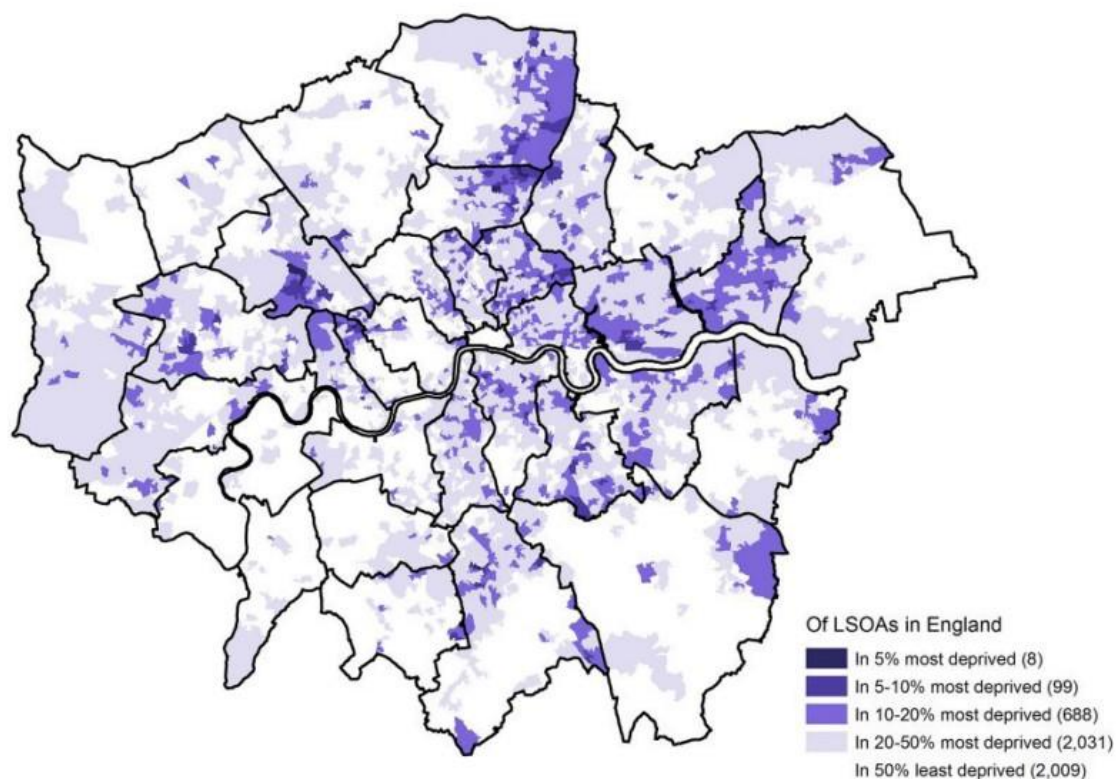 Of LSOAs in England
In 5% most deprived (8)
In 5-10% most deprived (99)
In 10-20% most deprived (688)
In 20-50% most deprived (2,031)
In 50% least deprived (2,009)